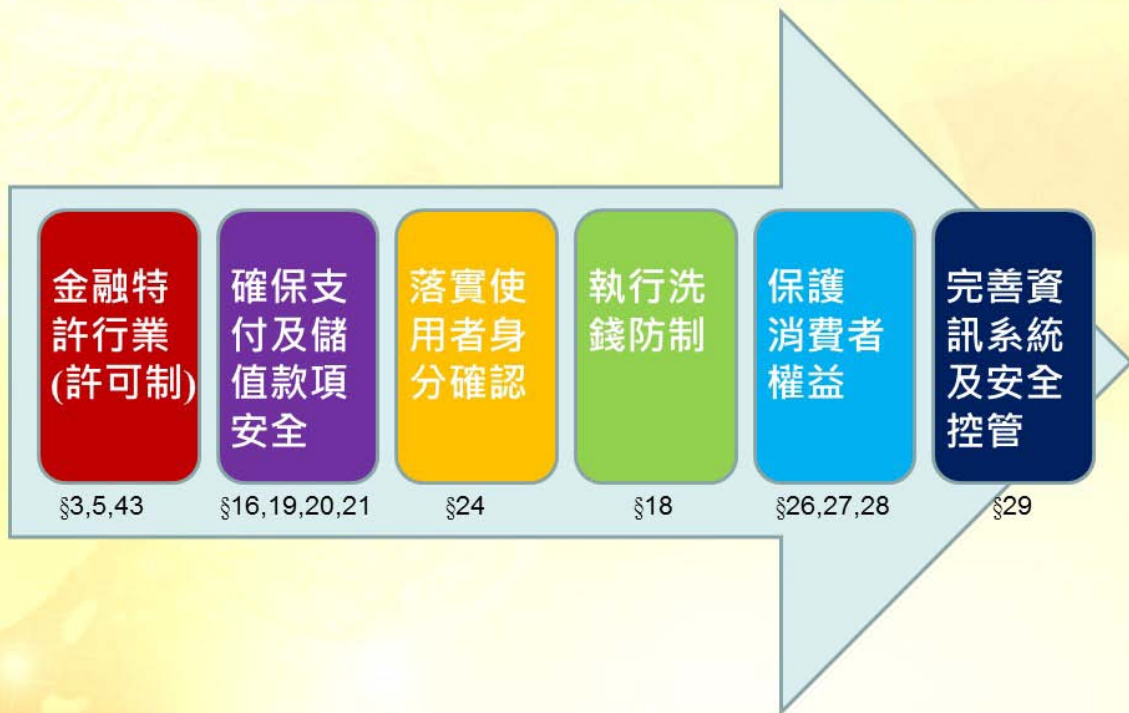 金融特
許行業
(許可制)
§3,5,43
確保支
付及儲
值款項
安全
§16,19,20,21
落實使
用者身
分確認
§24
執行洗
錢防制
§18
保護
消費者
權益
§26,27,28
完善資
訊系統
及安全
控管
§29